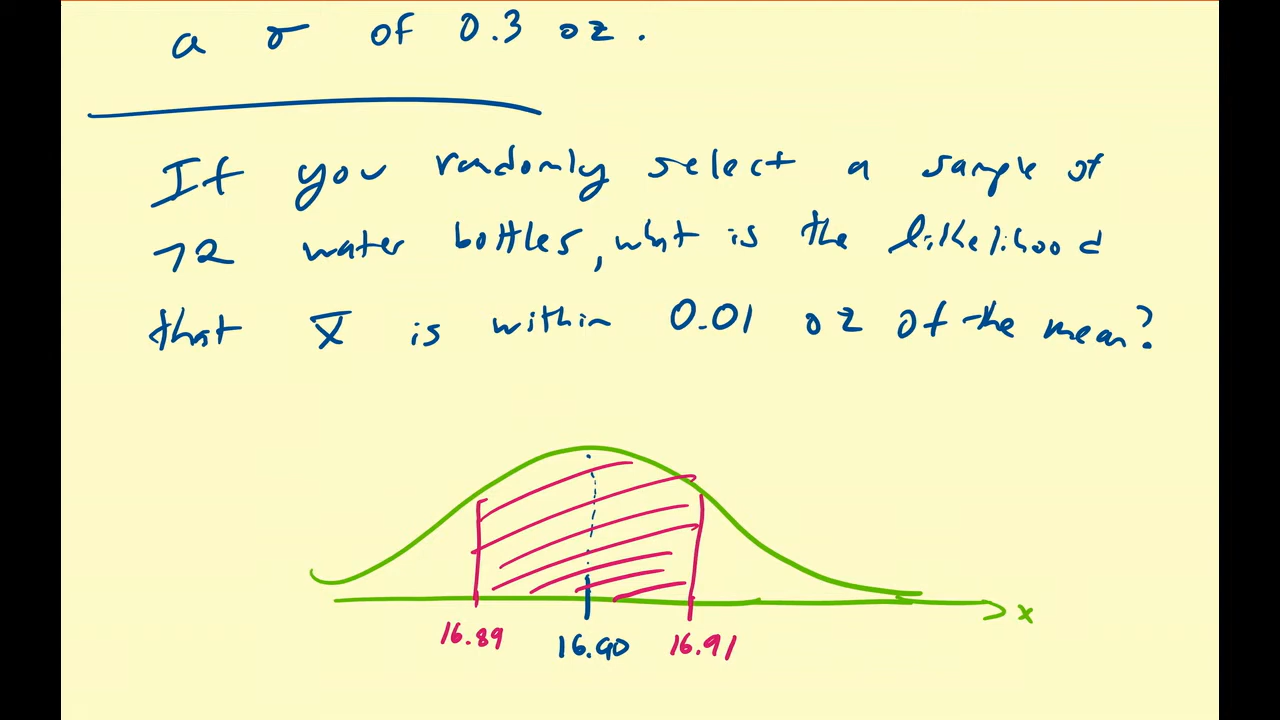 a σ of 0.3 oz.
If you randomly select a sample of
72 water bottles, what is the likelihood
that X̅ is within 0.01 oz of the mean?
x
16.89 16.90 16.91